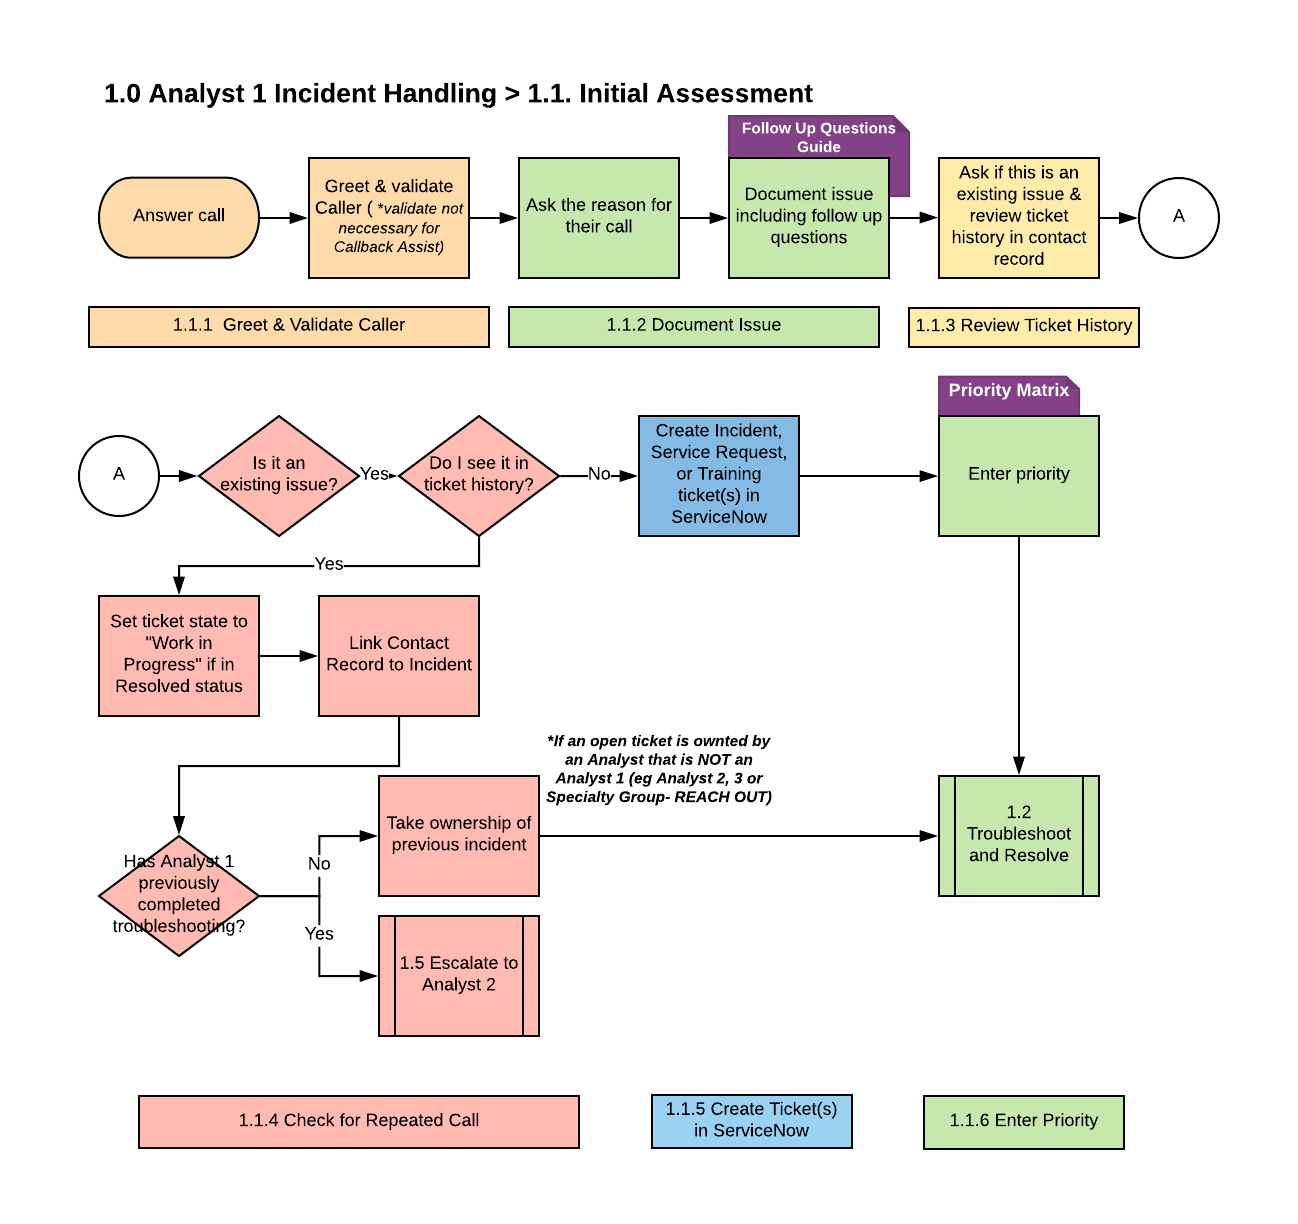 1.0 Analyst 1 Incident Handling > 1.1. Initial Assessment
Follow Up Questions
Guide
Answer call
Greet & validate
Caller ( *validate not
neccessary for
Callback Assist)
Ask the reason for
their call
Document issue
including follow up
questions
Ask if this is an
existing issue &
review ticket
history in contact
record
A
1.1.1  Greet & Validate Caller
1.1.2 Document Issue
1.1.3 Review Ticket History
Priority Matrix
A
Is it an
existing issue?
Yes
Do I see it in
ticket history?
No
Create Incident,
Service Request,
or Training
ticket(s) in
ServiceNow
Enter priority
Yes
Set ticket state to
"Work in
Progress" if in
Resolved status
Link Contact
Record to Incident
*If an open ticket is ownted by
an Analyst that is NOT an
Analyst 1 (eg Analyst 2, 3 or
Specialty Group- REACH OUT)
Has Analyst 1
previously
completed
troubleshooting?
No
Take ownership of
previous incident
1.2
Troubleshoot
and Resolve
Yes
1.5 Escalate to
Analyst 2
1.1.4 Check for Repeated Call
1.1.5 Create Ticket(s)
in ServiceNow
1.1.6 Enter Priority